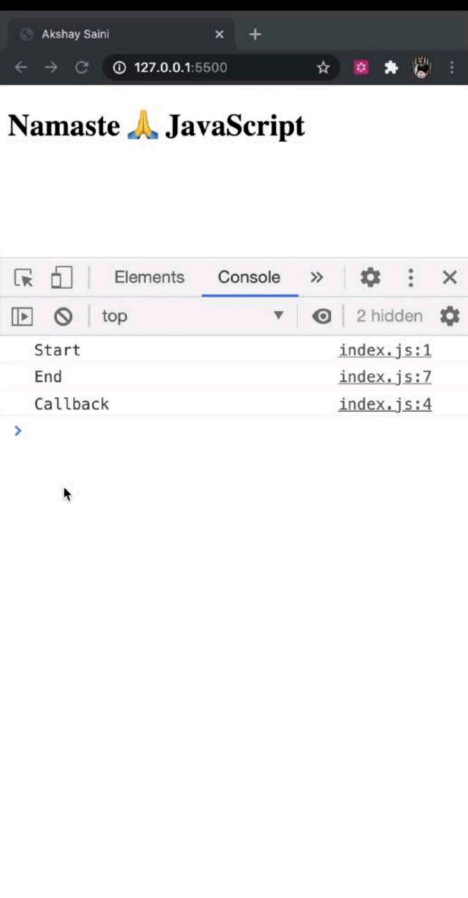 Akshay Saini
127.0.0.1:5500
Namaste 🙏 JavaScript
Elements Console
top 2 hidden
Start index.js:1
End index.js:7
Callback index.js:4